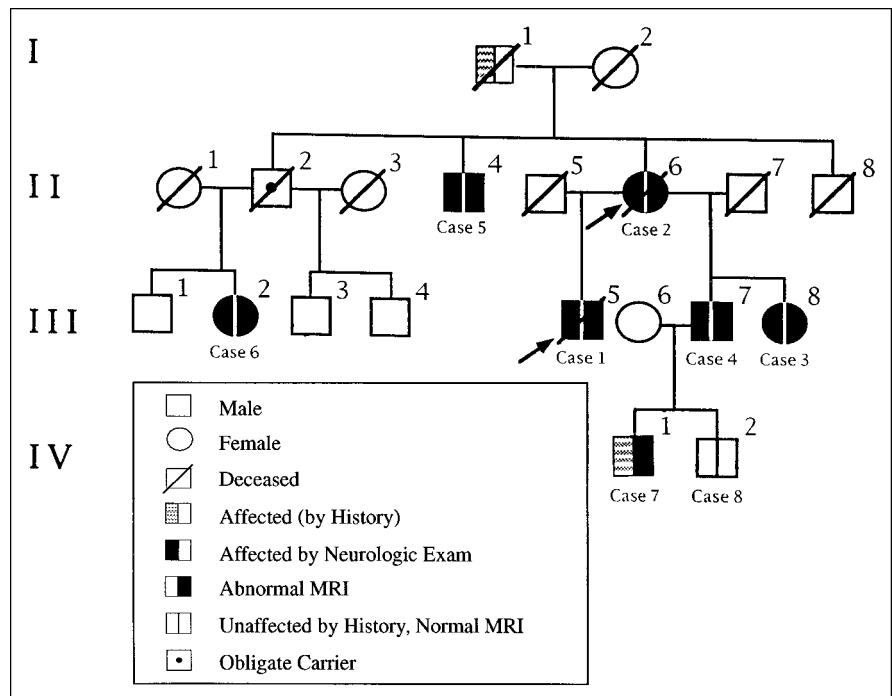 I
1
2
II
1
2
3
4
5
6
7
8
Case 5
Case 2
III
1
2
3
4
5
6
7
8
Case 6
Case 1
Case 4
Case 3
IV
1
2
Case 7
Case 8
Male
Female
Deceased
Affected (by History)
Affected by Neurologic Exam
Abnormal MRI
Unaffected by History, Normal MRI
Obligate Carrier